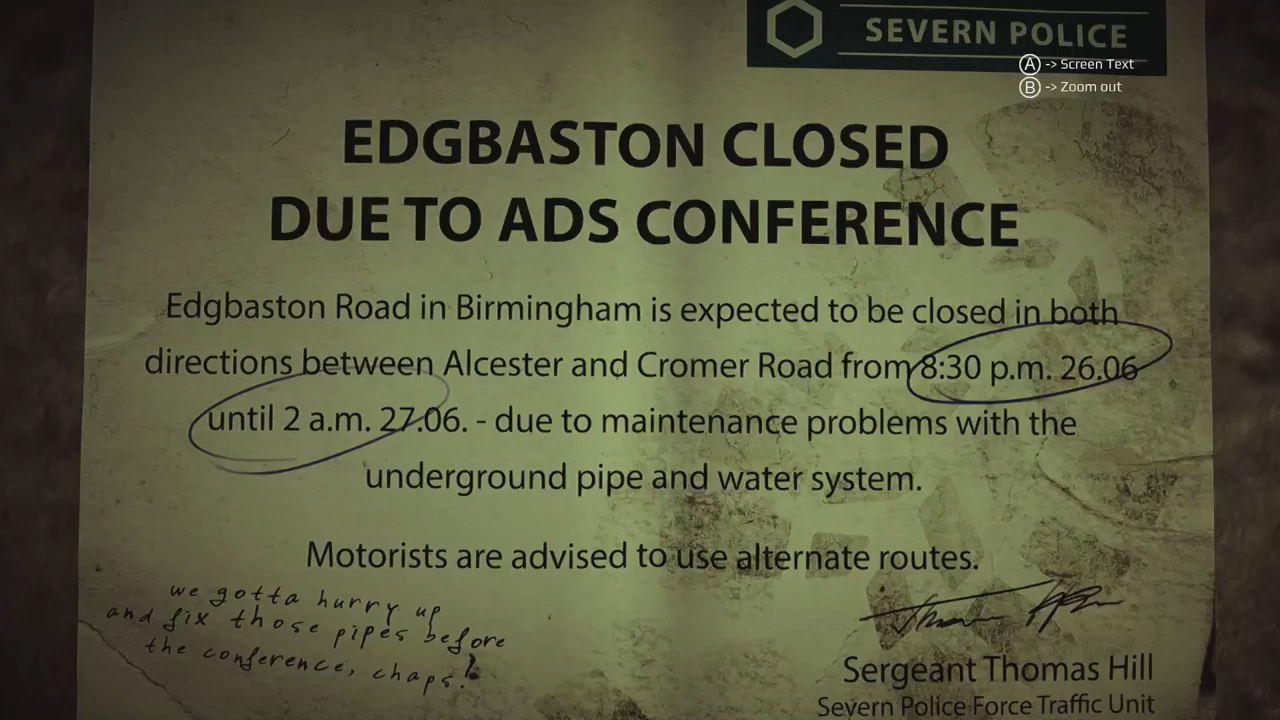 SEVERN POLICE
A -> Screen Text
B -> Zoom out
EDGBASTON CLOSED
DUE TO ADS CONFERENCE
Edgbaston Road in Birmingham is expected to be closed in both
directions between Alcester and Cromer Road from 8:30 p.m. 26.06
until 2 a.m. 27.06. - due to maintenance problems with the
underground pipe and water system.
Motorists are advised to use alternate routes.
we gotta hurry up
and fix those pipes before
the conference, chaps!
Sergeant Thomas Hill
Severn Police Force Traffic Unit